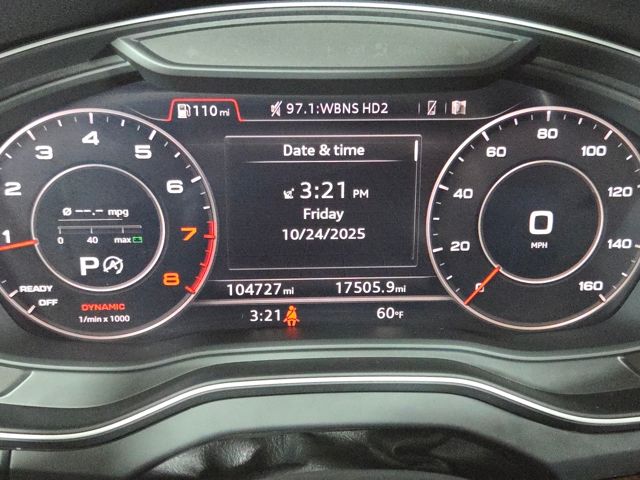 110 mi
97.1:WBNS HD2
1
2
3
4
5
6
7
8
Ø --.- mpg
0 40 max
P A
READY
OFF
DYNAMIC
1/min x 1000
Date & time
3:21 PM
Friday
10/24/2025
104727 mi 17505.9 mi
3:21 60°F
0
20
40
60
80
100
120
140
160
0
MPH